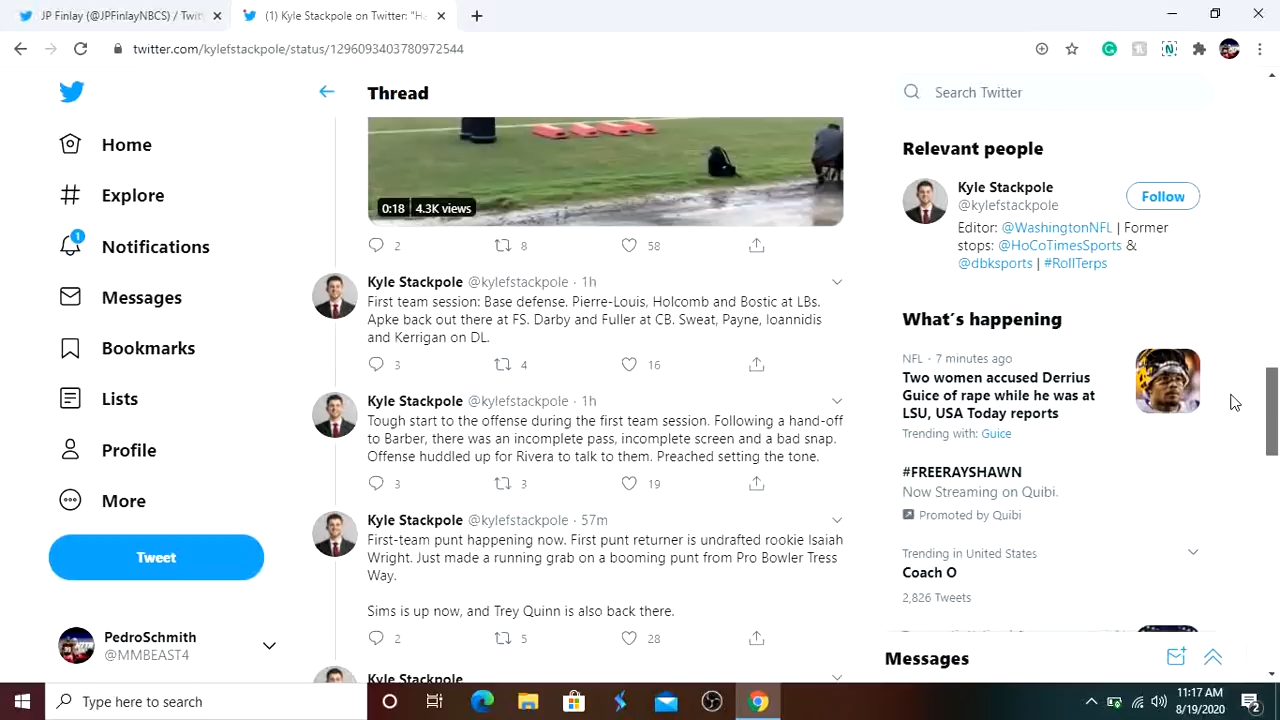 JP Finlay (@JPFinlayNBCS) / Twit
(1) Kyle Stackpole on Twitter: "Ha
twitter.com/kylefstackpole/status/1296093403780972544
Home
Explore
1
Notifications
Messages
Bookmarks
Lists
Profile
More
Tweet
PedroSchmith
@MMBEAST4
Thread
0:18 4.3K views
2 8 58
Kyle Stackpole @kylefstackpole · 1h
First team session: Base defense. Pierre-Louis, Holcomb and Bostic at LBs.
Apke back out there at FS. Darby and Fuller at CB. Sweat, Payne, Ioannidis
and Kerrigan on DL.
3 4 16
Kyle Stackpole @kylefstackpole · 1h
Tough start to the offense during the first team session. Following a hand-off
to Barber, there was an incomplete pass, incomplete screen and a bad snap.
Offense huddled up for Rivera to talk to them. Preached setting the tone.
3 3 19
Kyle Stackpole @kylefstackpole · 57m
First-team punt happening now. First punt returner is undrafted rookie Isaiah
Wright. Just made a running grab on a booming punt from Pro Bowler Tress
Way.
Sims is up now, and Trey Quinn is also back there.
2 5 28
Kyle Stackpole
Search Twitter
Relevant people
Kyle Stackpole
@kylefstackpole
Follow
Editor: @WashingtonNFL | Former
stops: @HoCoTimesSports &
@dbksports | #RollTerps
What's happening
NFL · 7 minutes ago
Two women accused Derrius
Guice of rape while he was at
LSU, USA Today reports
Trending with: Guice
#FREERAYSHAWN
Now Streaming on Quibi.
Promoted by Quibi
Trending in United States
Coach O
2,826 Tweets
Messages
Type here to search
11:17 AM
8/19/2020
2